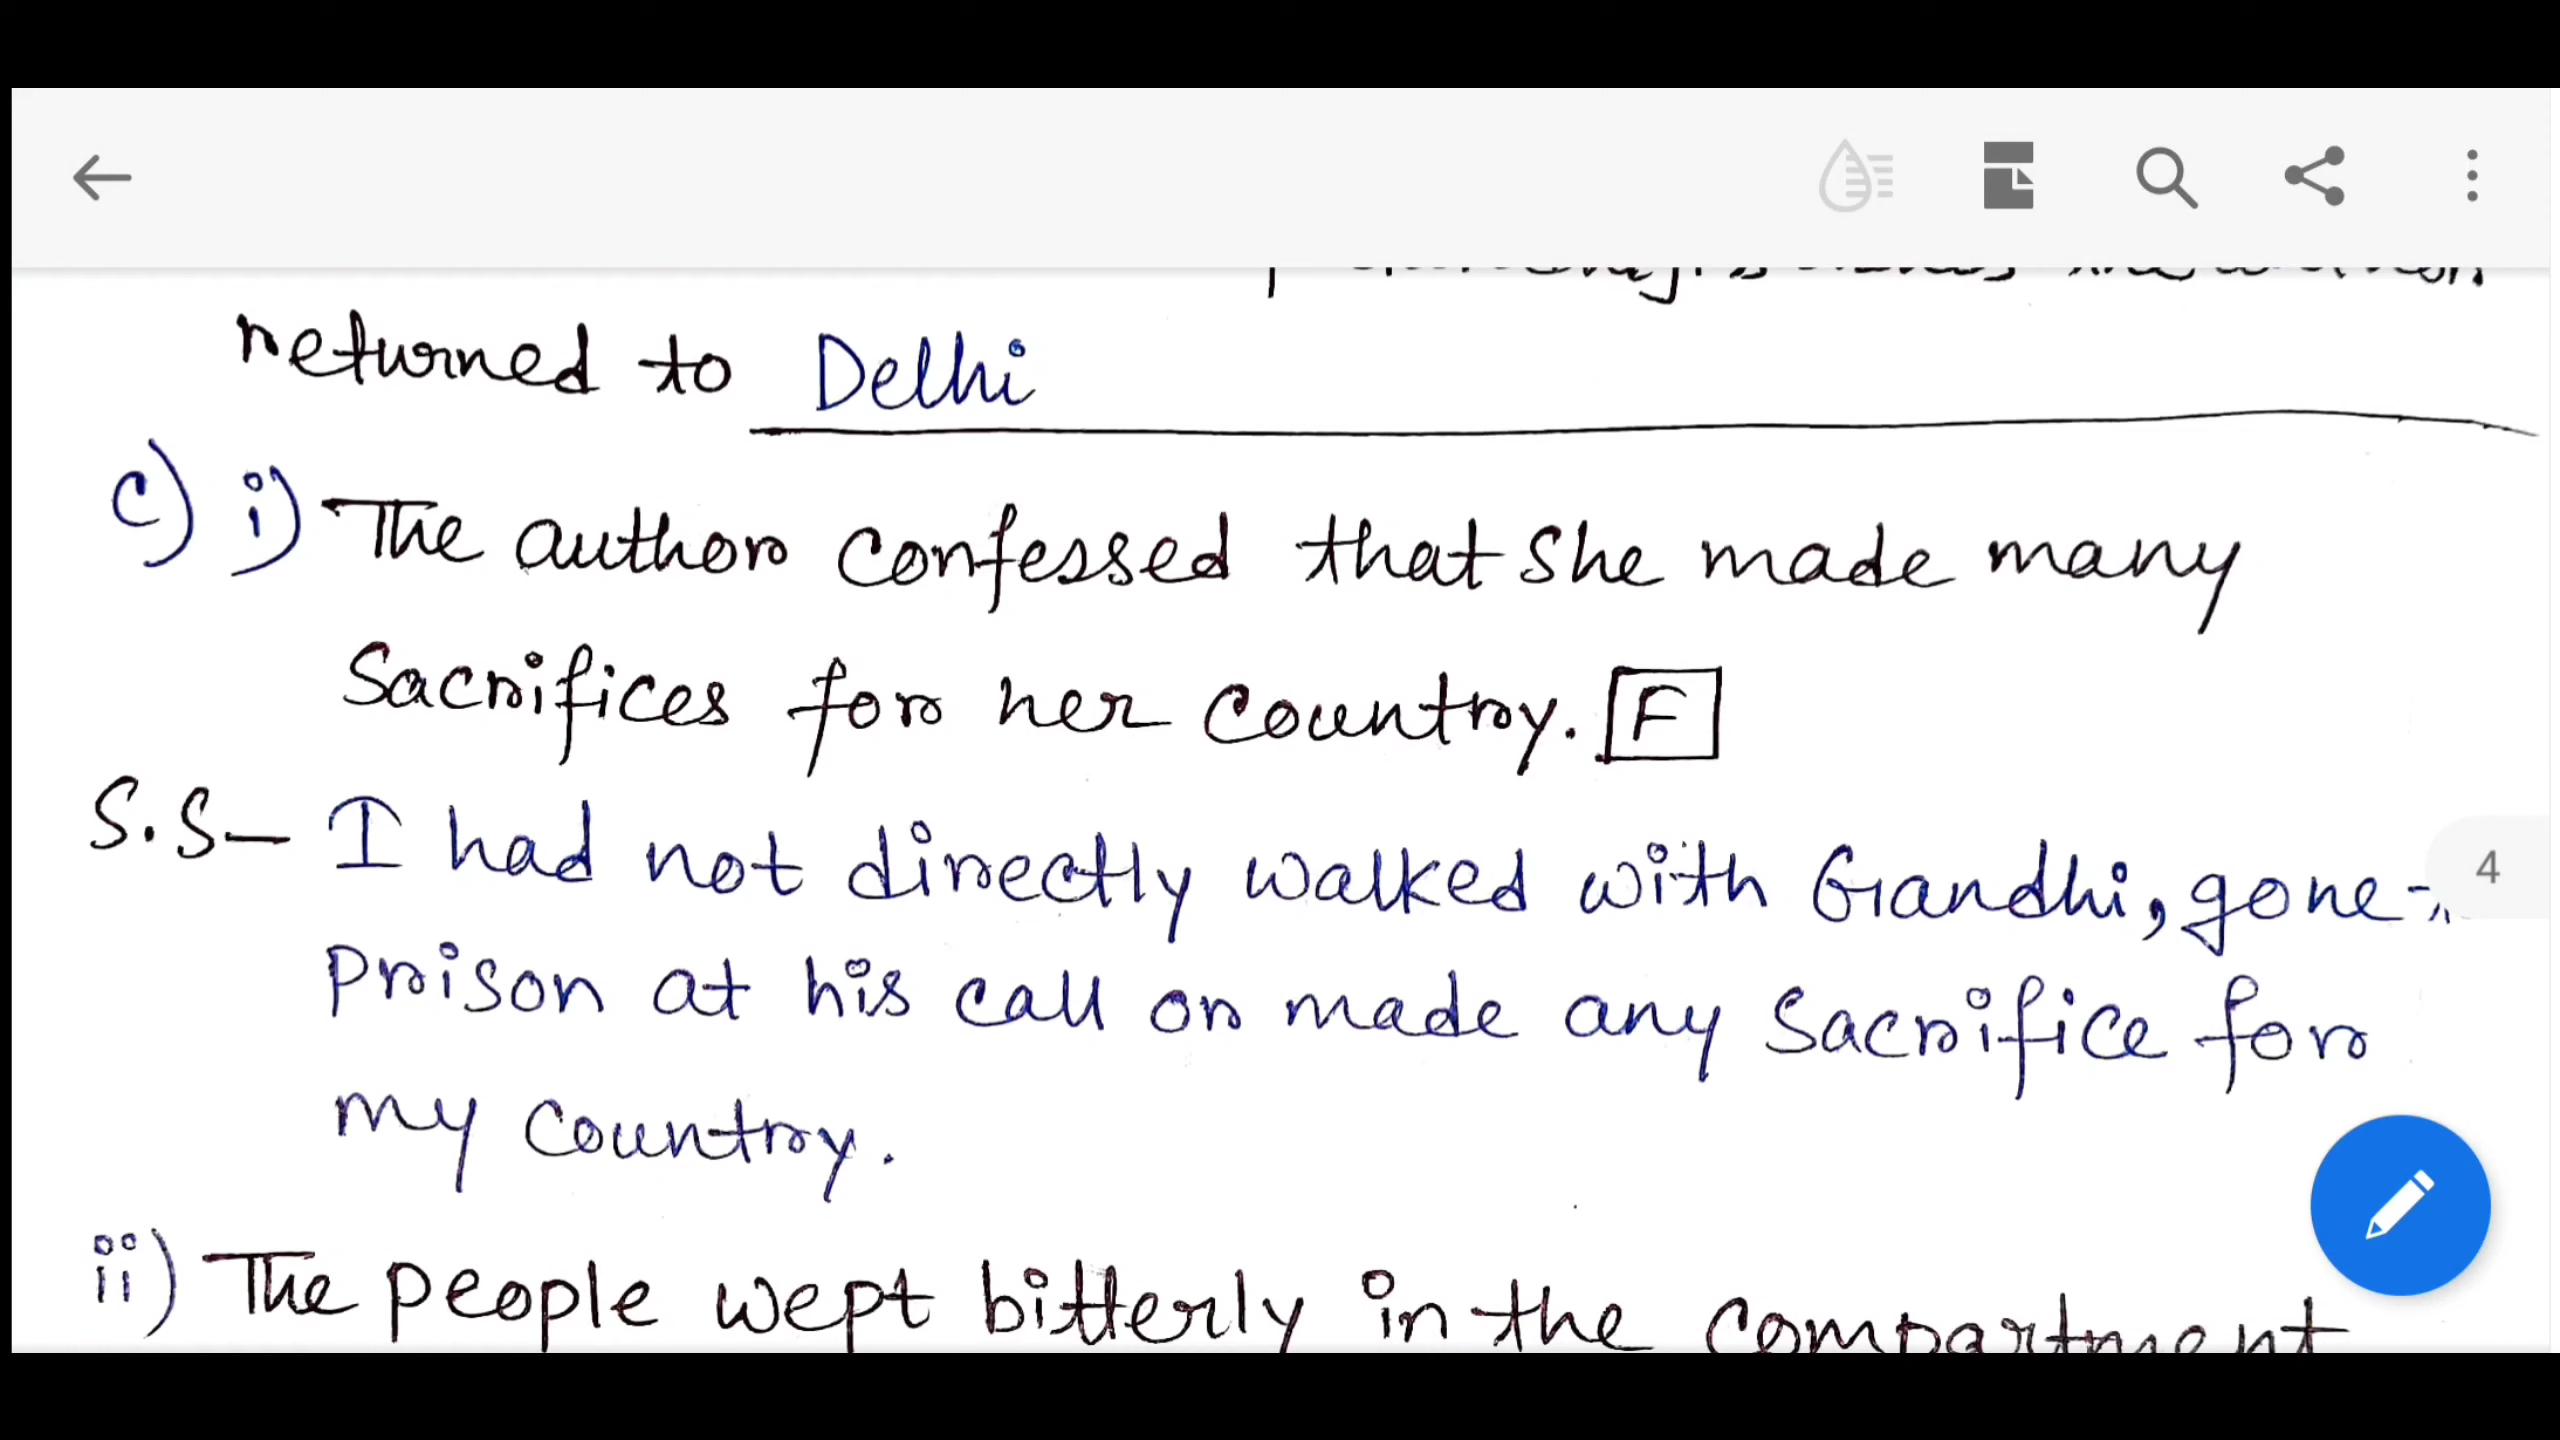 returned to Delhi
c) i) The author confessed that she made many
Sacrifices for her country. F
S.S- I had not directly walked with Gandhi, gone
4
prison at his call or made any sacrifice for
my country.
ii) The people wept bitterly in the compartment